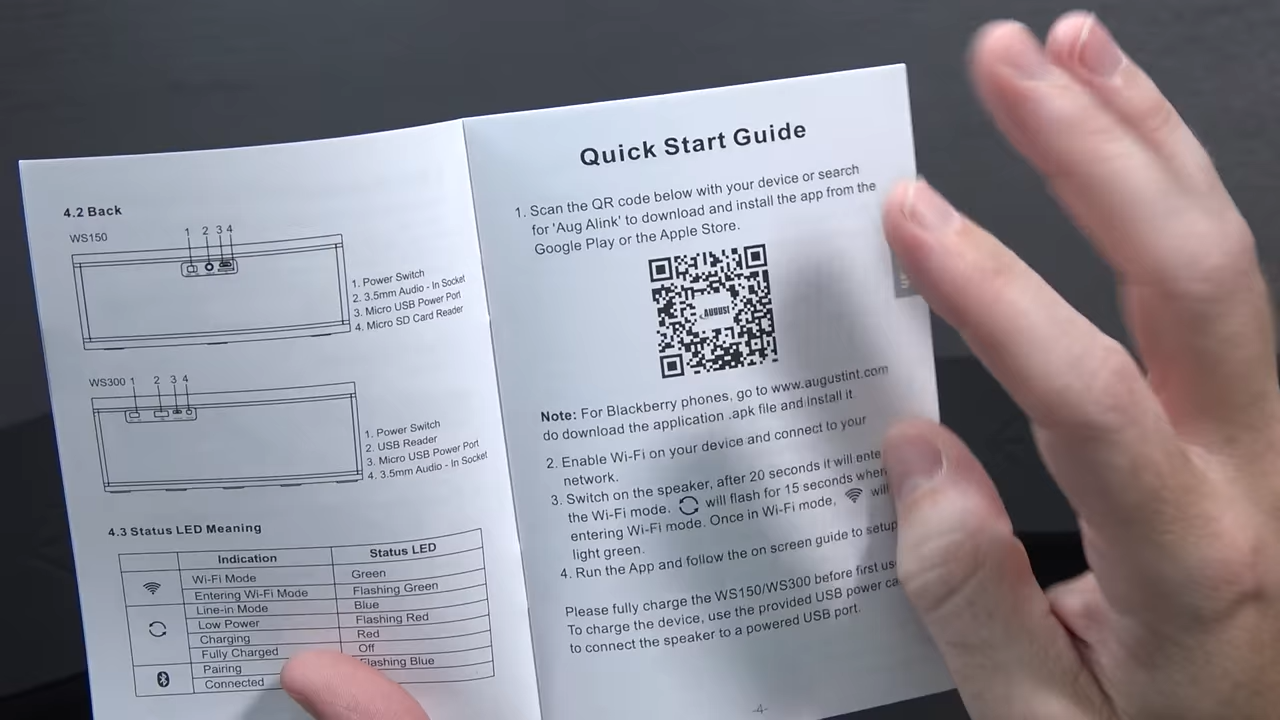 4.2 Back
WS150
1 2 3 4
1. Power Switch
2. 3.5mm Audio - In Socket
3. Micro USB Power Port
4. Micro SD Card Reader
WS300 1 2 3 4
1. Power Switch
2. USB Reader
3. Micro USB Power Port
4. 3.5mm Audio - In Socket
4.3 Status LED Meaning
Indication Status LED
Wi-Fi Mode Green
Entering Wi-Fi Mode Flashing Green
Line-in Mode Blue
Low Power Flashing Red
Charging Red
Fully Charged Off
Pairing Flashing Blue
Connected
Quick Start Guide
1. Scan the QR code below with your device or search
for 'Aug Alink' to download and install the app from the
Google Play or the Apple Store.
AUGUST
Note: For Blackberry phones, go to www.augustint.com
do download the application .apk file and install it
2. Enable Wi-Fi on your device and connect to your
network.
3. Switch on the speaker, after 20 seconds it will ente
the Wi-Fi mode. will flash for 15 seconds when
entering Wi-Fi mode. Once in Wi-Fi mode, will
light green.
4. Run the App and follow the on screen guide to setup
Please fully charge the WS150/WS300 before first us
To charge the device, use the provided USB power ca
to connect the speaker to a powered USB port.
-4-